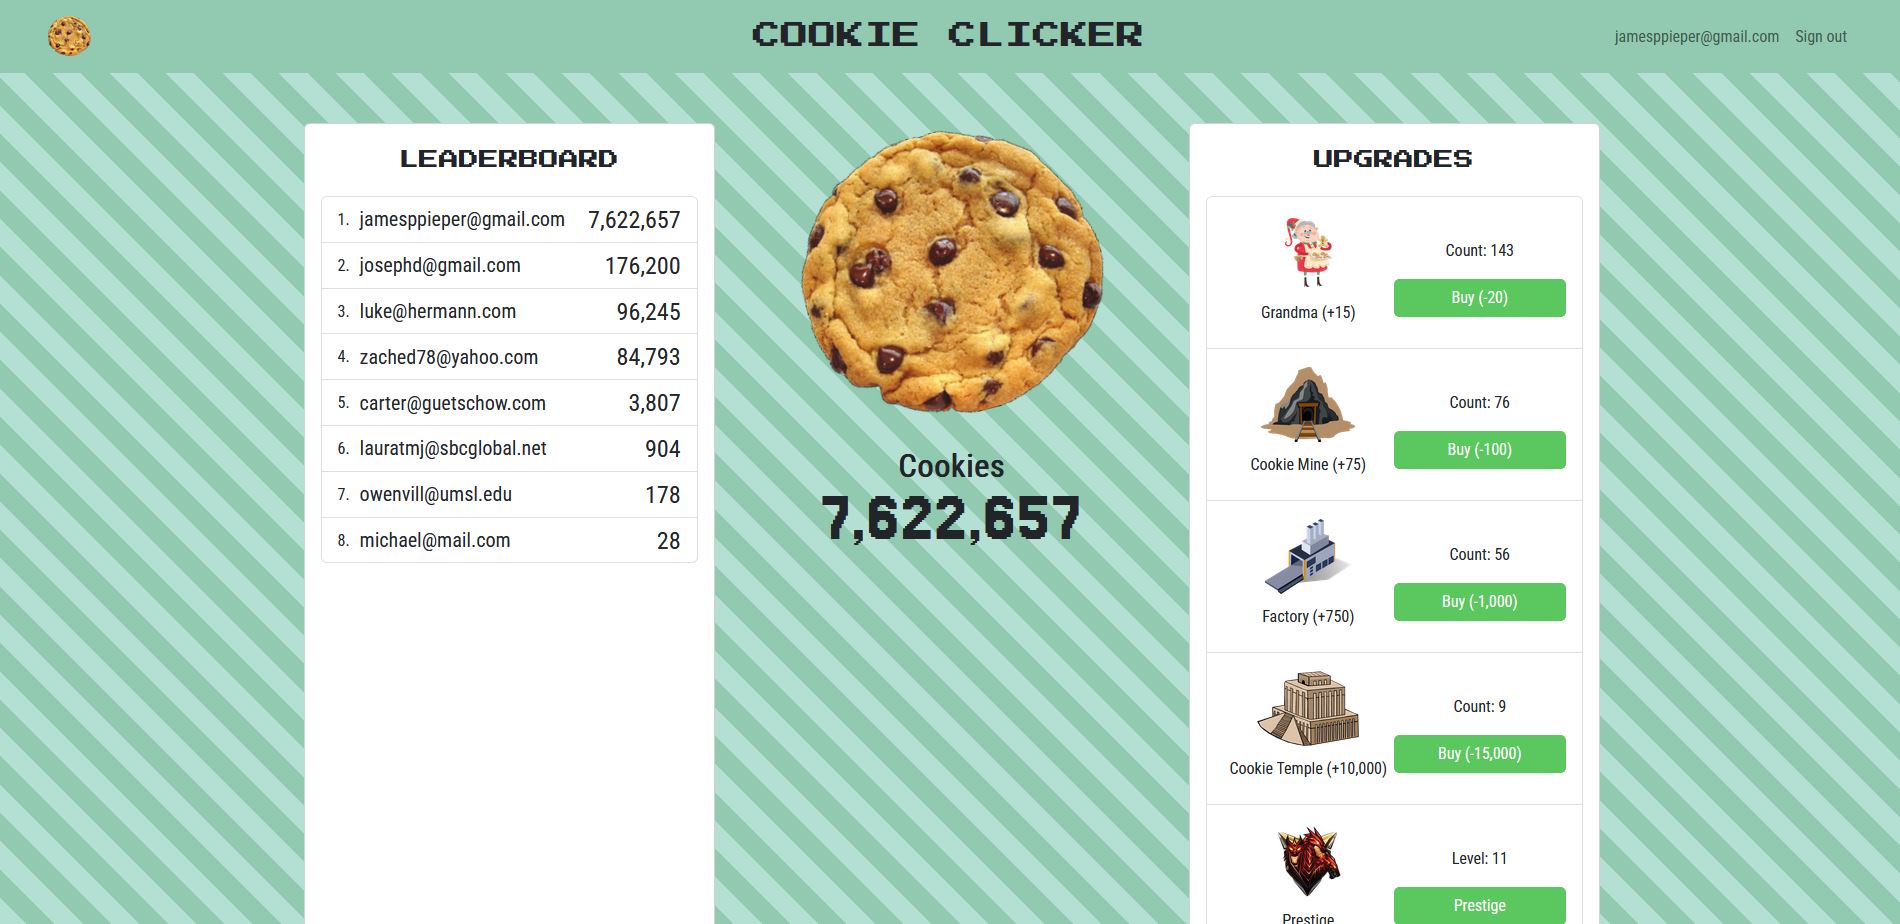 COOKIE CLICKER
jamesppieper@gmail.com Sign out
LEADERBOARD
1. jamesppieper@gmail.com 7,622,657
2. josephd@gmail.com 176,200
3. luke@hermann.com 96,245
4. zached78@yahoo.com 84,793
5. carter@guetschow.com 3,807
6. lauratmj@sbcglobal.net 904
7. owenvill@umsl.edu 178
8. michael@mail.com 28
Cookies
7,622,657
UPGRADES
Count: 143
Buy (-20)
Grandma (+15)
Count: 76
Buy (-100)
Cookie Mine (+75)
Count: 56
Buy (-1,000)
Factory (+750)
Count: 9
Buy (-15,000)
Cookie Temple (+10,000)
Level: 11
Prestige
Prestige